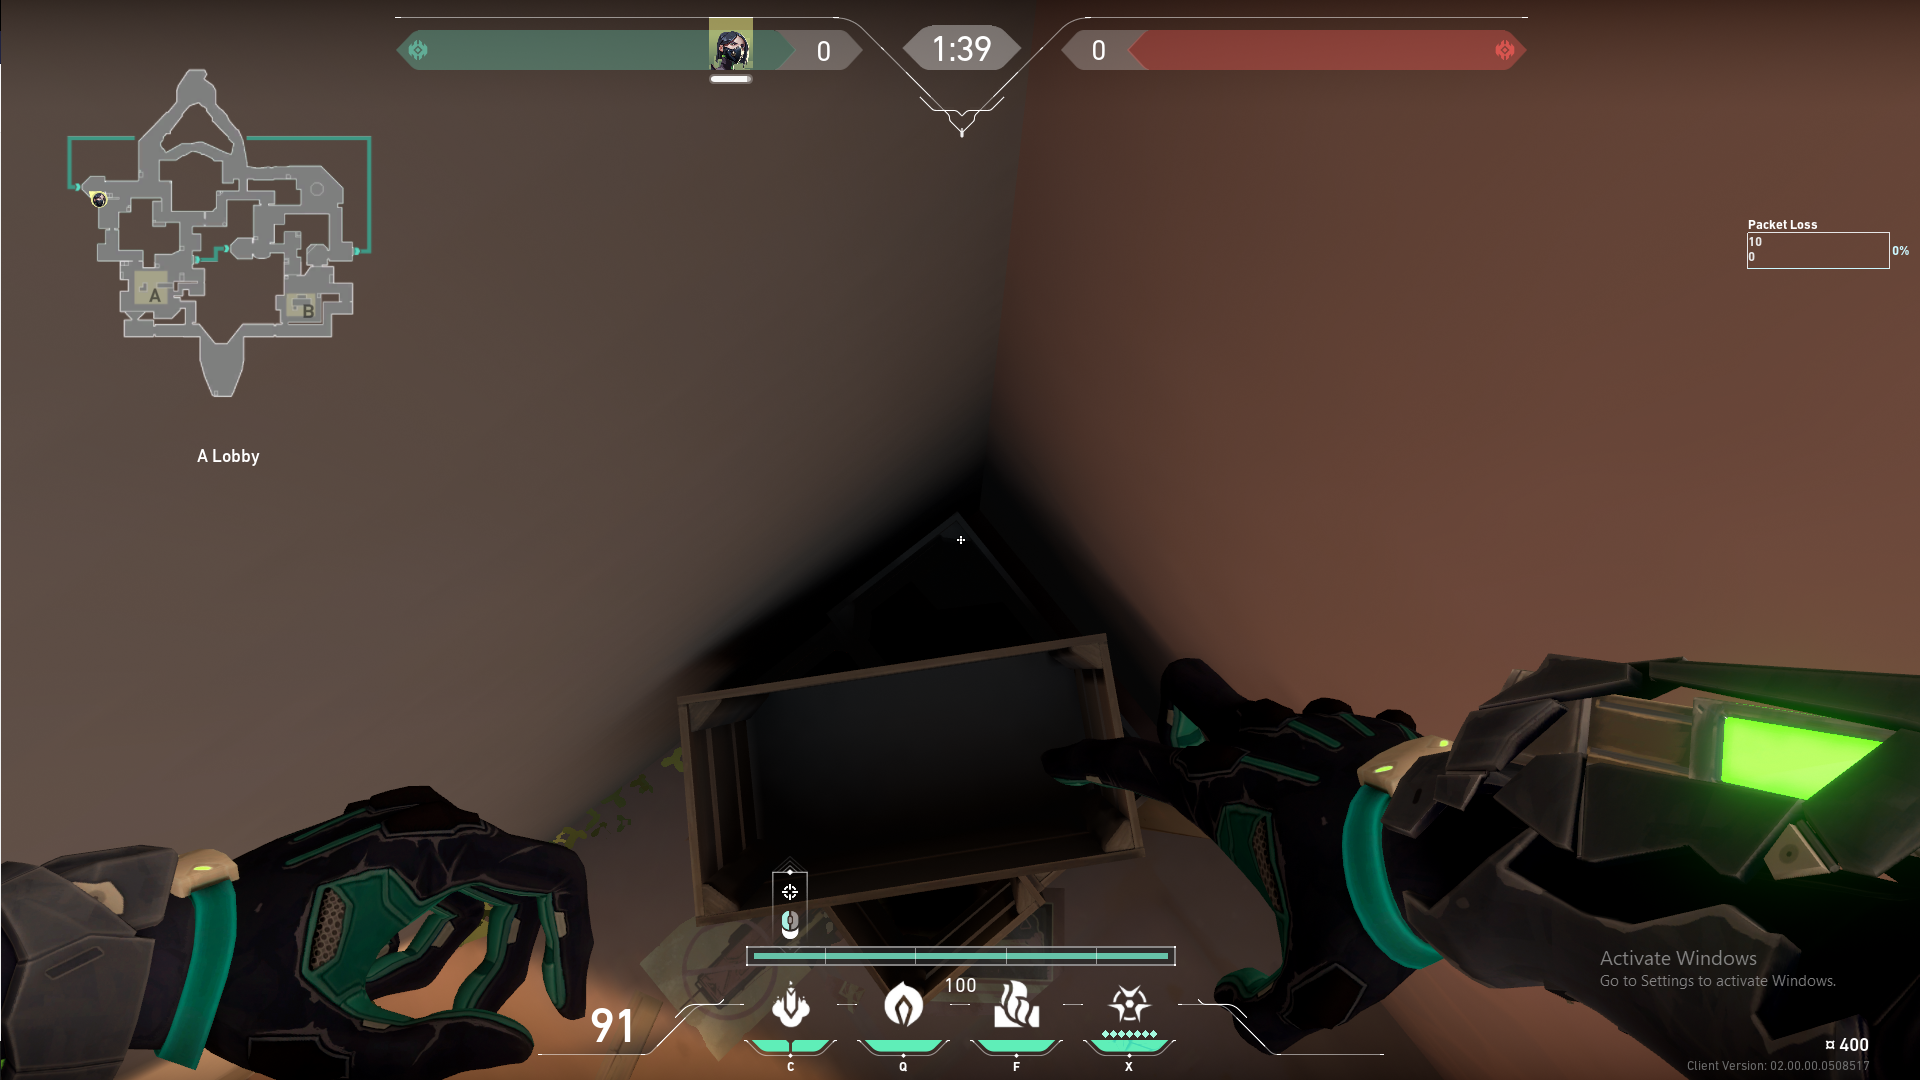 0
1:39
0
Packet Loss
10
0
0%
A
B
A Lobby
Activate Windows
Go to Settings to activate Windows.
100
91
¤ 400
C
Q
F
X
Client Version: 02.00.00.0508517